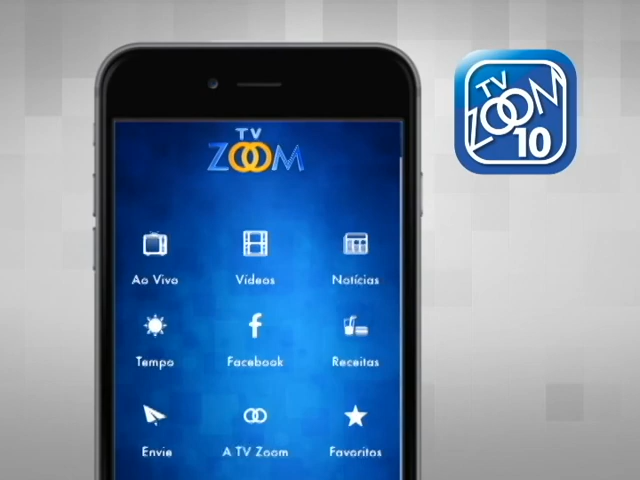 TV
ZOOM
TV
ZOOM
10
Ao Vivo
Vídeos
Notícias
Tempo
Facebook
Receitas
Envie
A TV Zoom
Favoritos